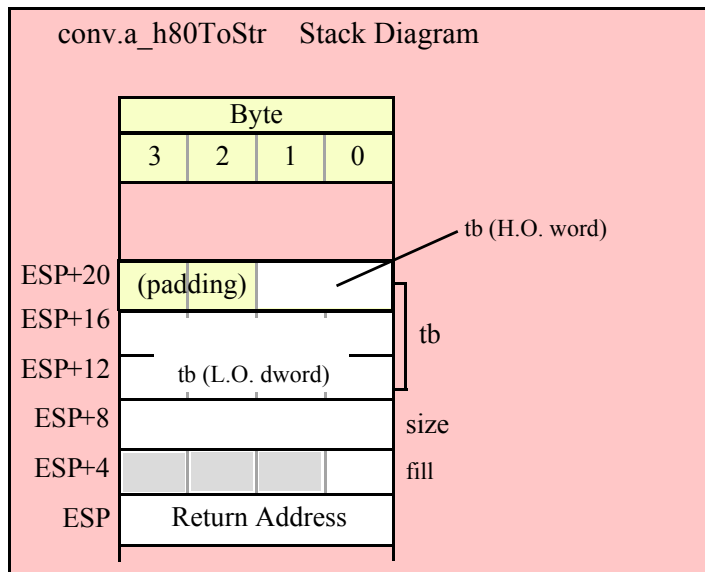 conv.a_h80ToStr Stack Diagram
Byte
3 2 1 0
tb (H.O. word)
ESP+20 (padding)
ESP+16
tb
ESP+12 tb (L.O. dword)
ESP+8 size
ESP+4 fill
ESP Return Address